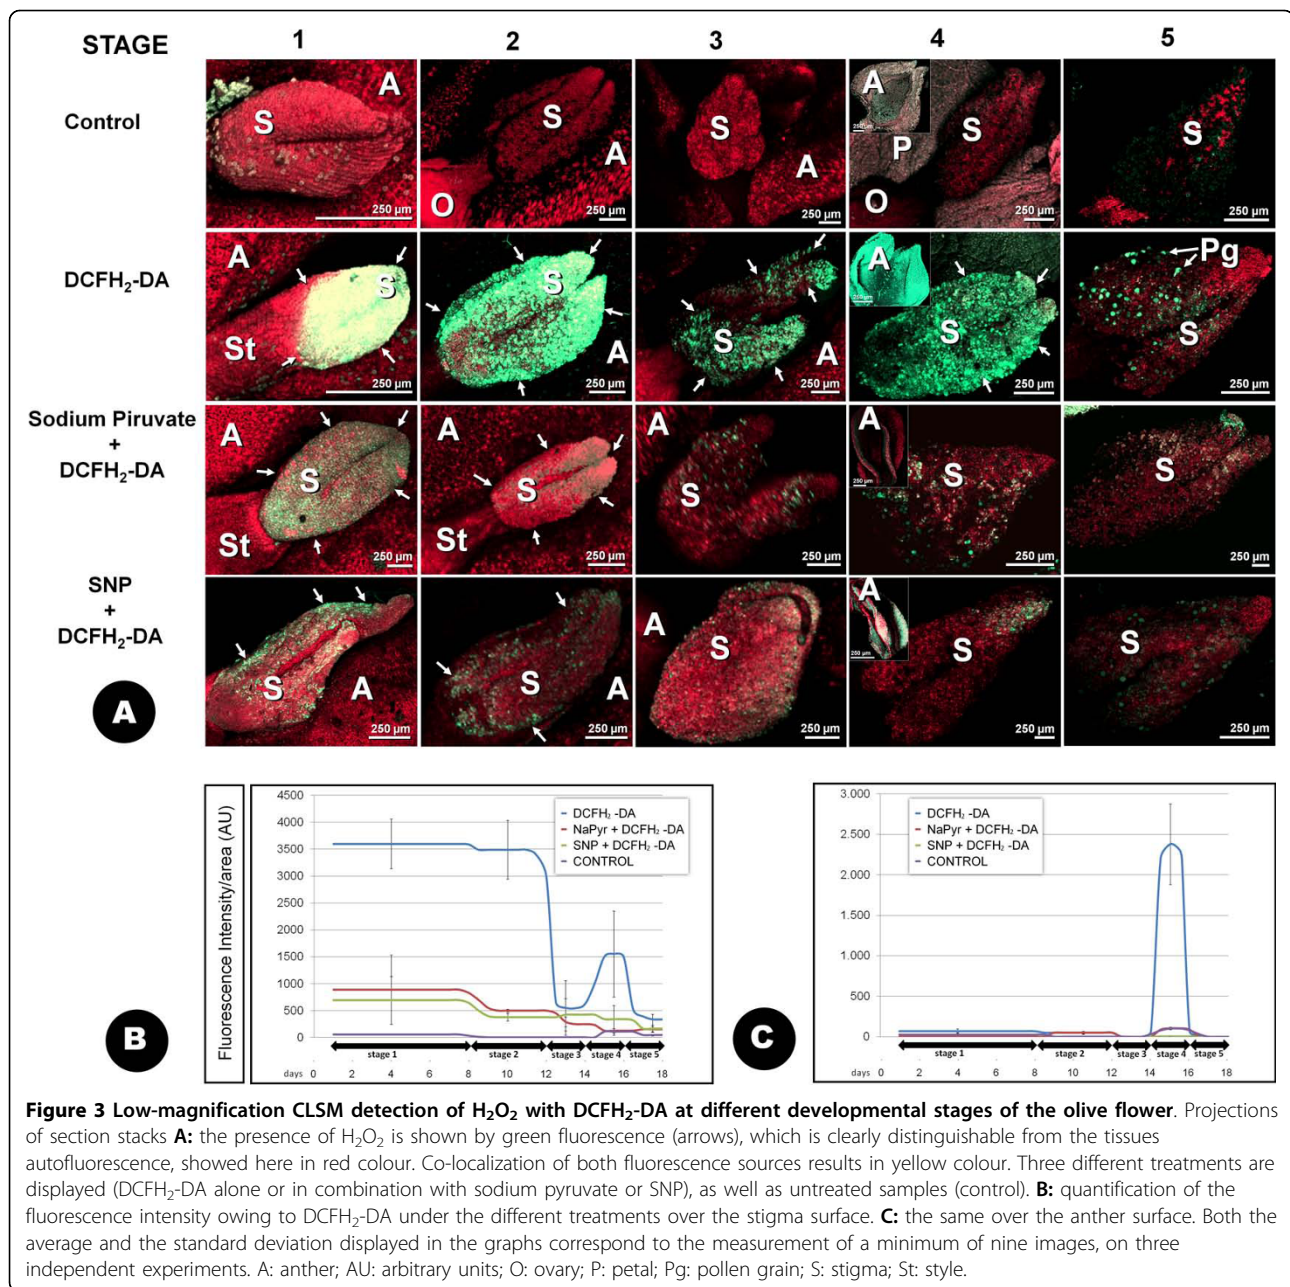 STAGE 1 2 3 4 5
Control
A S 250 µm
S A O 250 µm
S A 250 µm
A 250 µm P S O 250 µm
S 250 µm
DCFH₂-DA
A S St 250 µm
S A 250 µm
S A 250 µm
A 250 µm S 250 µm
Pg S 250 µm
Sodium Piruvate
+
DCFH₂-DA
A S St 250 µm
A S St 250 µm
A S 250 µm
A 250 µm S 250 µm
S 250 µm
SNP
+
DCFH₂-DA
S A 250 µm
S A 250 µm
A S 250 µm
A 250 µm S 250 µm
S 250 µm
A
Fluorescence Intensity/area (AU)
4500
4000
3500
3000
2500
2000
1500
1000
500
0
DCFH₂ -DA
NaPyr + DCFH₂ -DA
SNP + DCFH₂ -DA
CONTROL
stage 1 stage 2 stage 3 stage 4 stage 5
days 0 2 4 6 8 10 12 14 16 18
B
3.000
2.500
2.000
1.500
1.000
500
0
DCFH₂ -DA
NaPyr + DCFH₂ -DA
SNP + DCFH₂ -DA
CONTROL
stage 1 stage 2 stage 3 stage 4 stage 5
days 0 2 4 6 8 10 12 14 16 18
C
Figure 3 Low-magnification CLSM detection of H₂O₂ with DCFH₂-DA at different developmental stages of the olive flower. Projections
of section stacks A: the presence of H₂O₂ is shown by green fluorescence (arrows), which is clearly distinguishable from the tissues
autofluorescence, showed here in red colour. Co-localization of both fluorescence sources results in yellow colour. Three different treatments are
displayed (DCFH₂-DA alone or in combination with sodium pyruvate or SNP), as well as untreated samples (control). B: quantification of the
fluorescence intensity owing to DCFH₂-DA under the different treatments over the stigma surface. C: the same over the anther surface. Both the
average and the standard deviation displayed in the graphs correspond to the measurement of a minimum of nine images, on three
independent experiments. A: anther; AU: arbitrary units; O: ovary; P: petal; Pg: pollen grain; S: stigma; St: style.